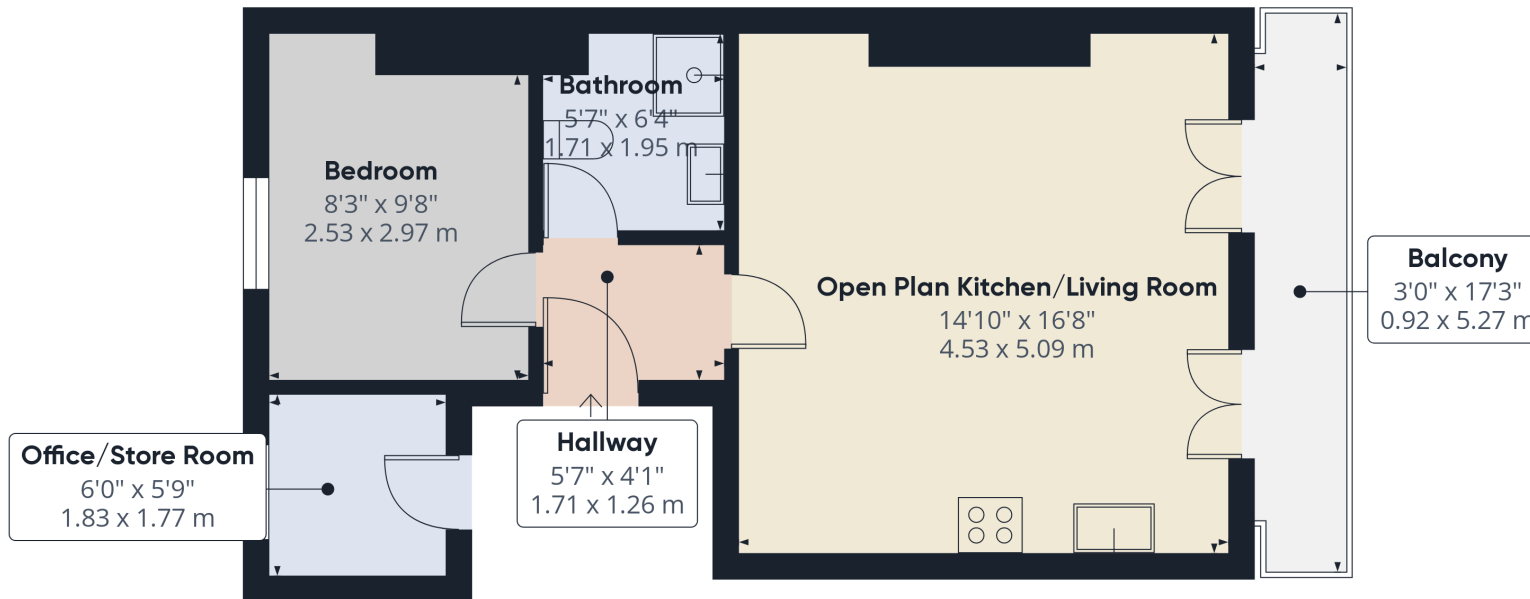 Bathroom
5'7" x 6'4"
1.71 x 1.95 m
Bedroom
8'3" x 9'8"
2.53 x 2.97 m
Open Plan Kitchen/Living Room
14'10" x 16'8"
4.53 x 5.09 m
Balcony
3'0" x 17'3"
0.92 x 5.27 m
Office/Store Room
6'0" x 5'9"
1.83 x 1.77 m
Hallway
5'7" x 4'1"
1.71 x 1.26 m